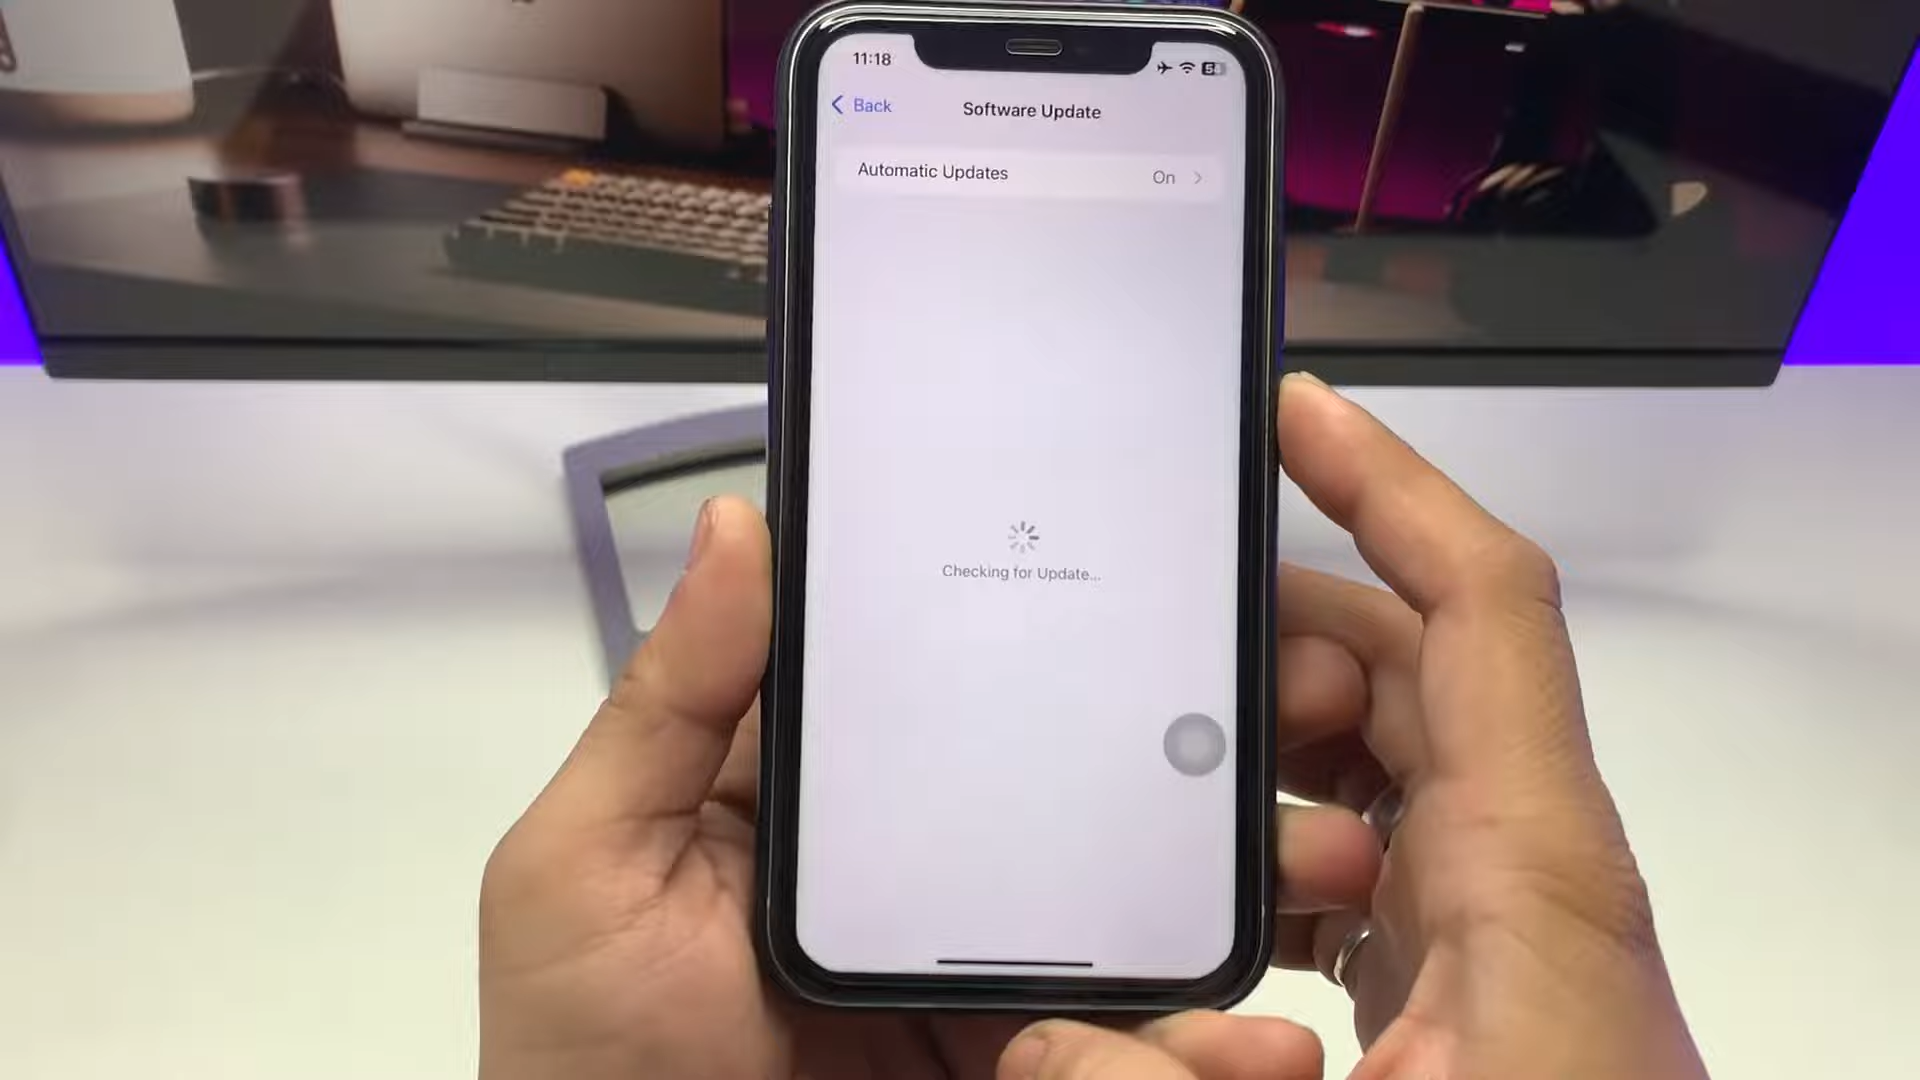 11:18
Back
Software Update
Automatic Updates
On
Checking for Update...